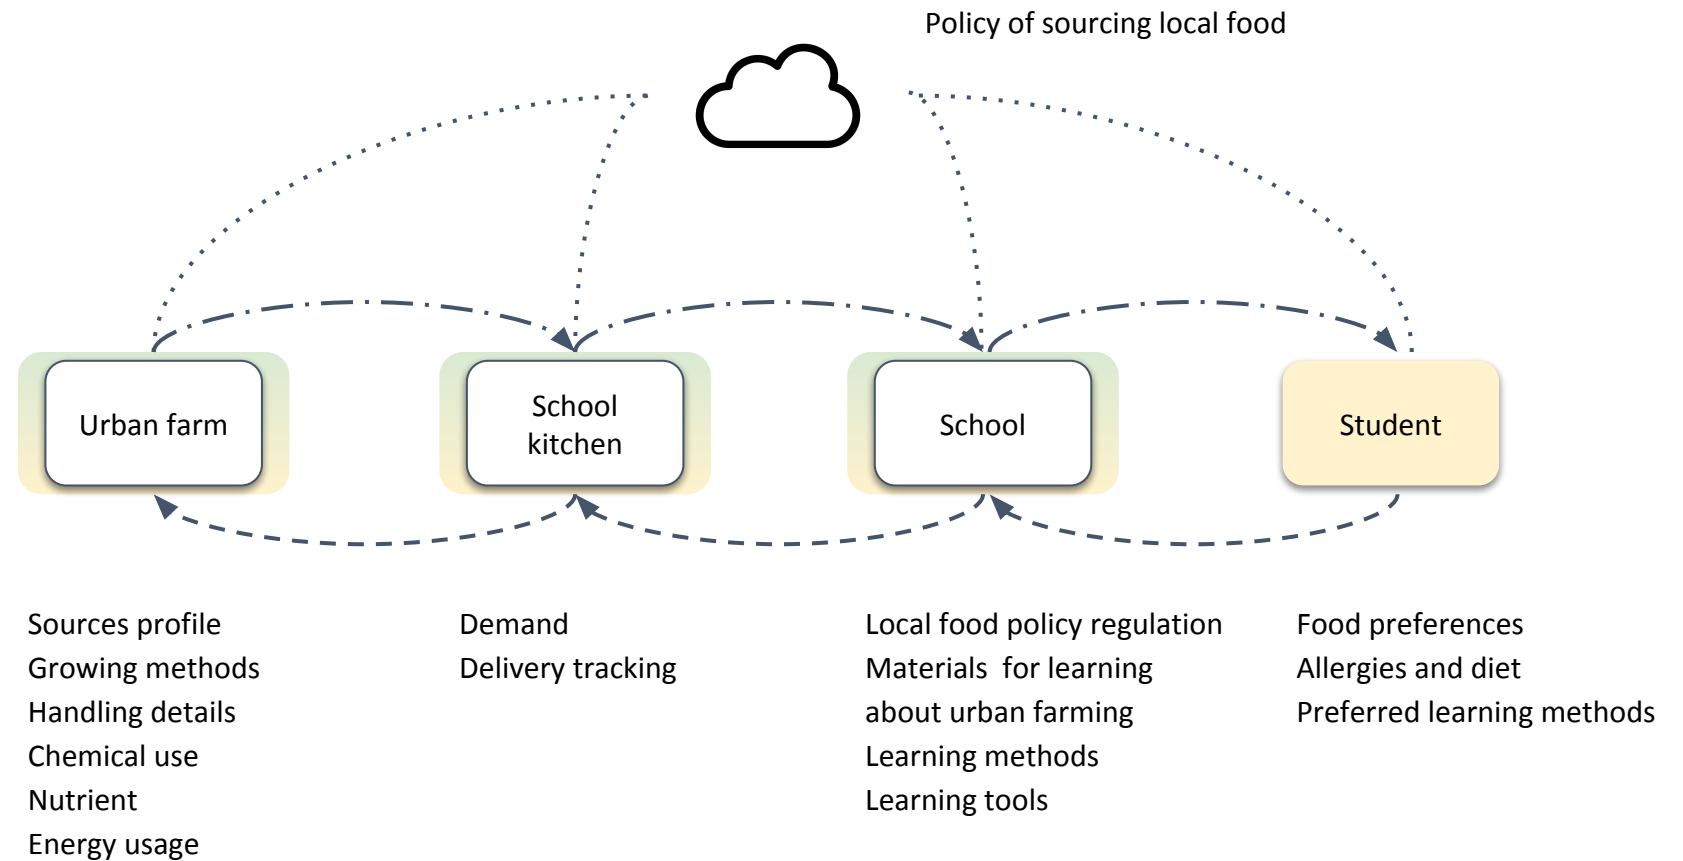 Policy of sourcing local food
Urban farm
School
kitchen
School
Student
Sources profile
Growing methods
Handling details
Chemical use
Nutrient
Energy usage
Demand
Delivery tracking
Local food policy regulation
Materials  for learning
about urban farming
Learning methods
Learning tools
Food preferences
Allergies and diet
Preferred learning methods